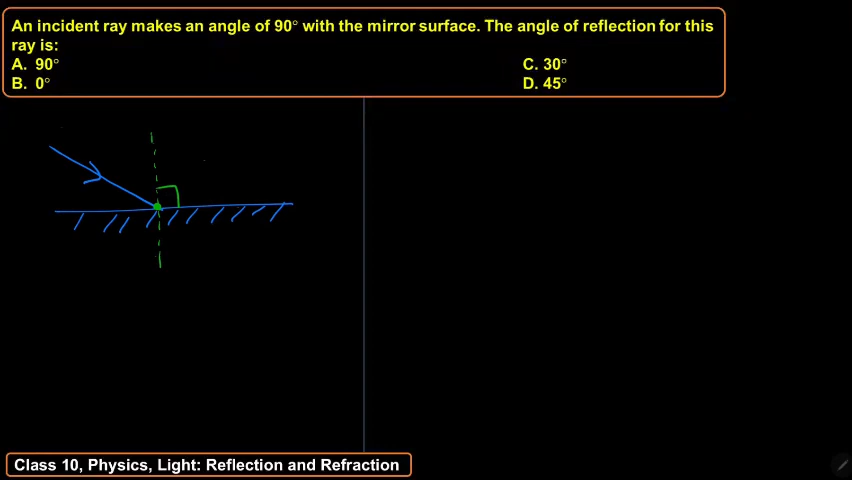 An incident ray makes an angle of 90° with the mirror surface. The angle of reflection for this
ray is:
A. 90°
C. 30°
B. 0°
D. 45°
Class 10, Physics, Light: Reflection and Refraction